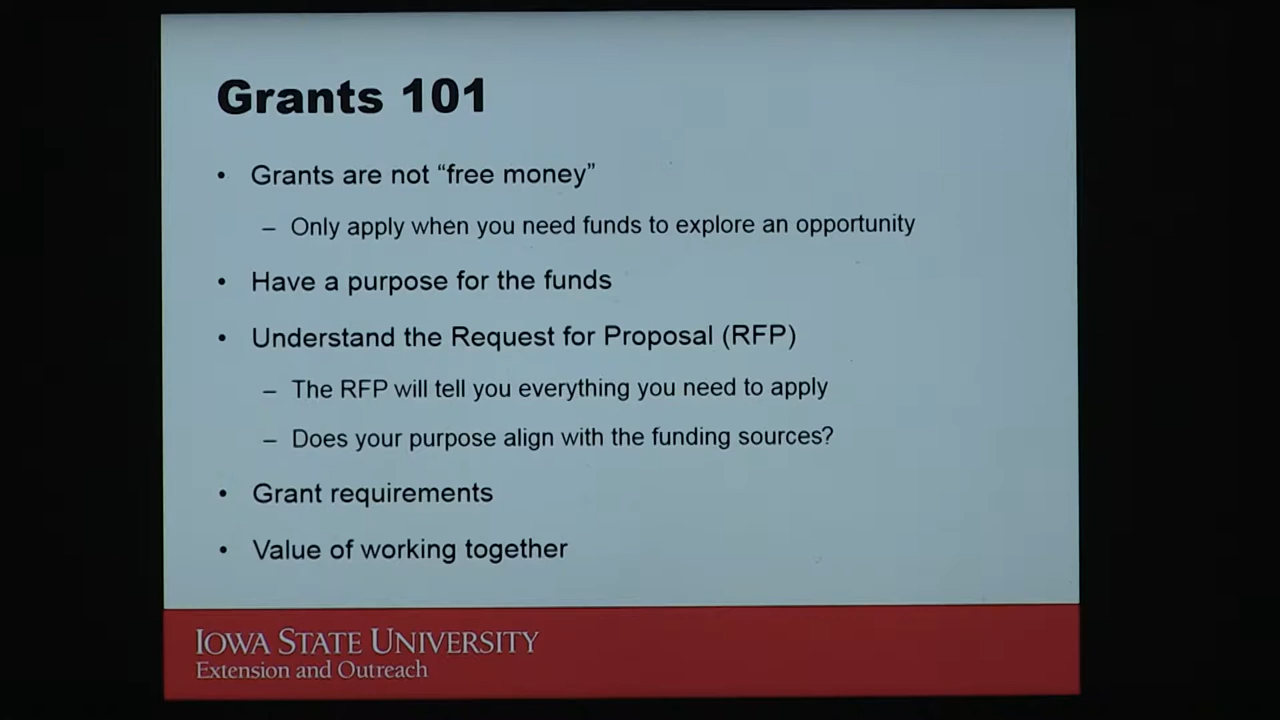 Grants 101
• Grants are not “free money”
– Only apply when you need funds to explore an opportunity
• Have a purpose for the funds
• Understand the Request for Proposal (RFP)
– The RFP will tell you everything you need to apply
– Does your purpose align with the funding sources?
• Grant requirements
• Value of working together
IOWA STATE UNIVERSITY
Extension and Outreach